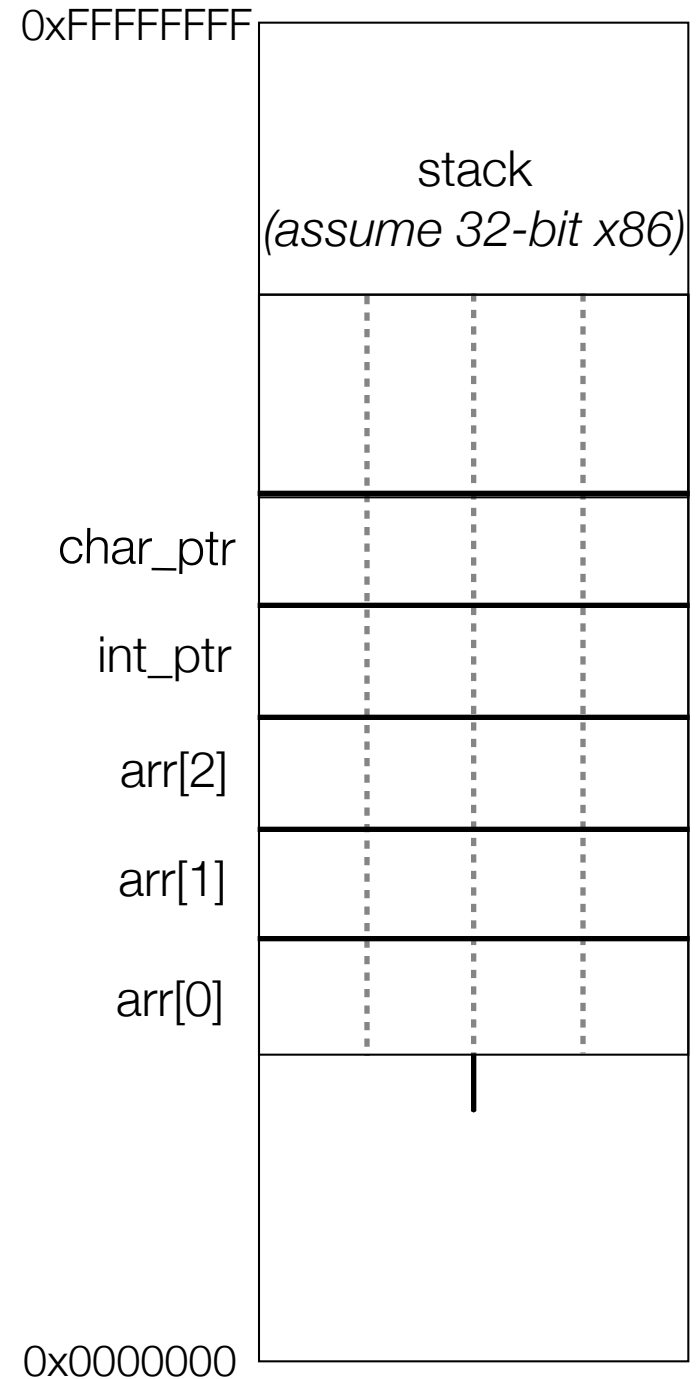 0xFFFFFFFF
stack
(assume 32-bit x86)
char_ptr
int_ptr
arr[2]
arr[1]
arr[0]
0x0000000